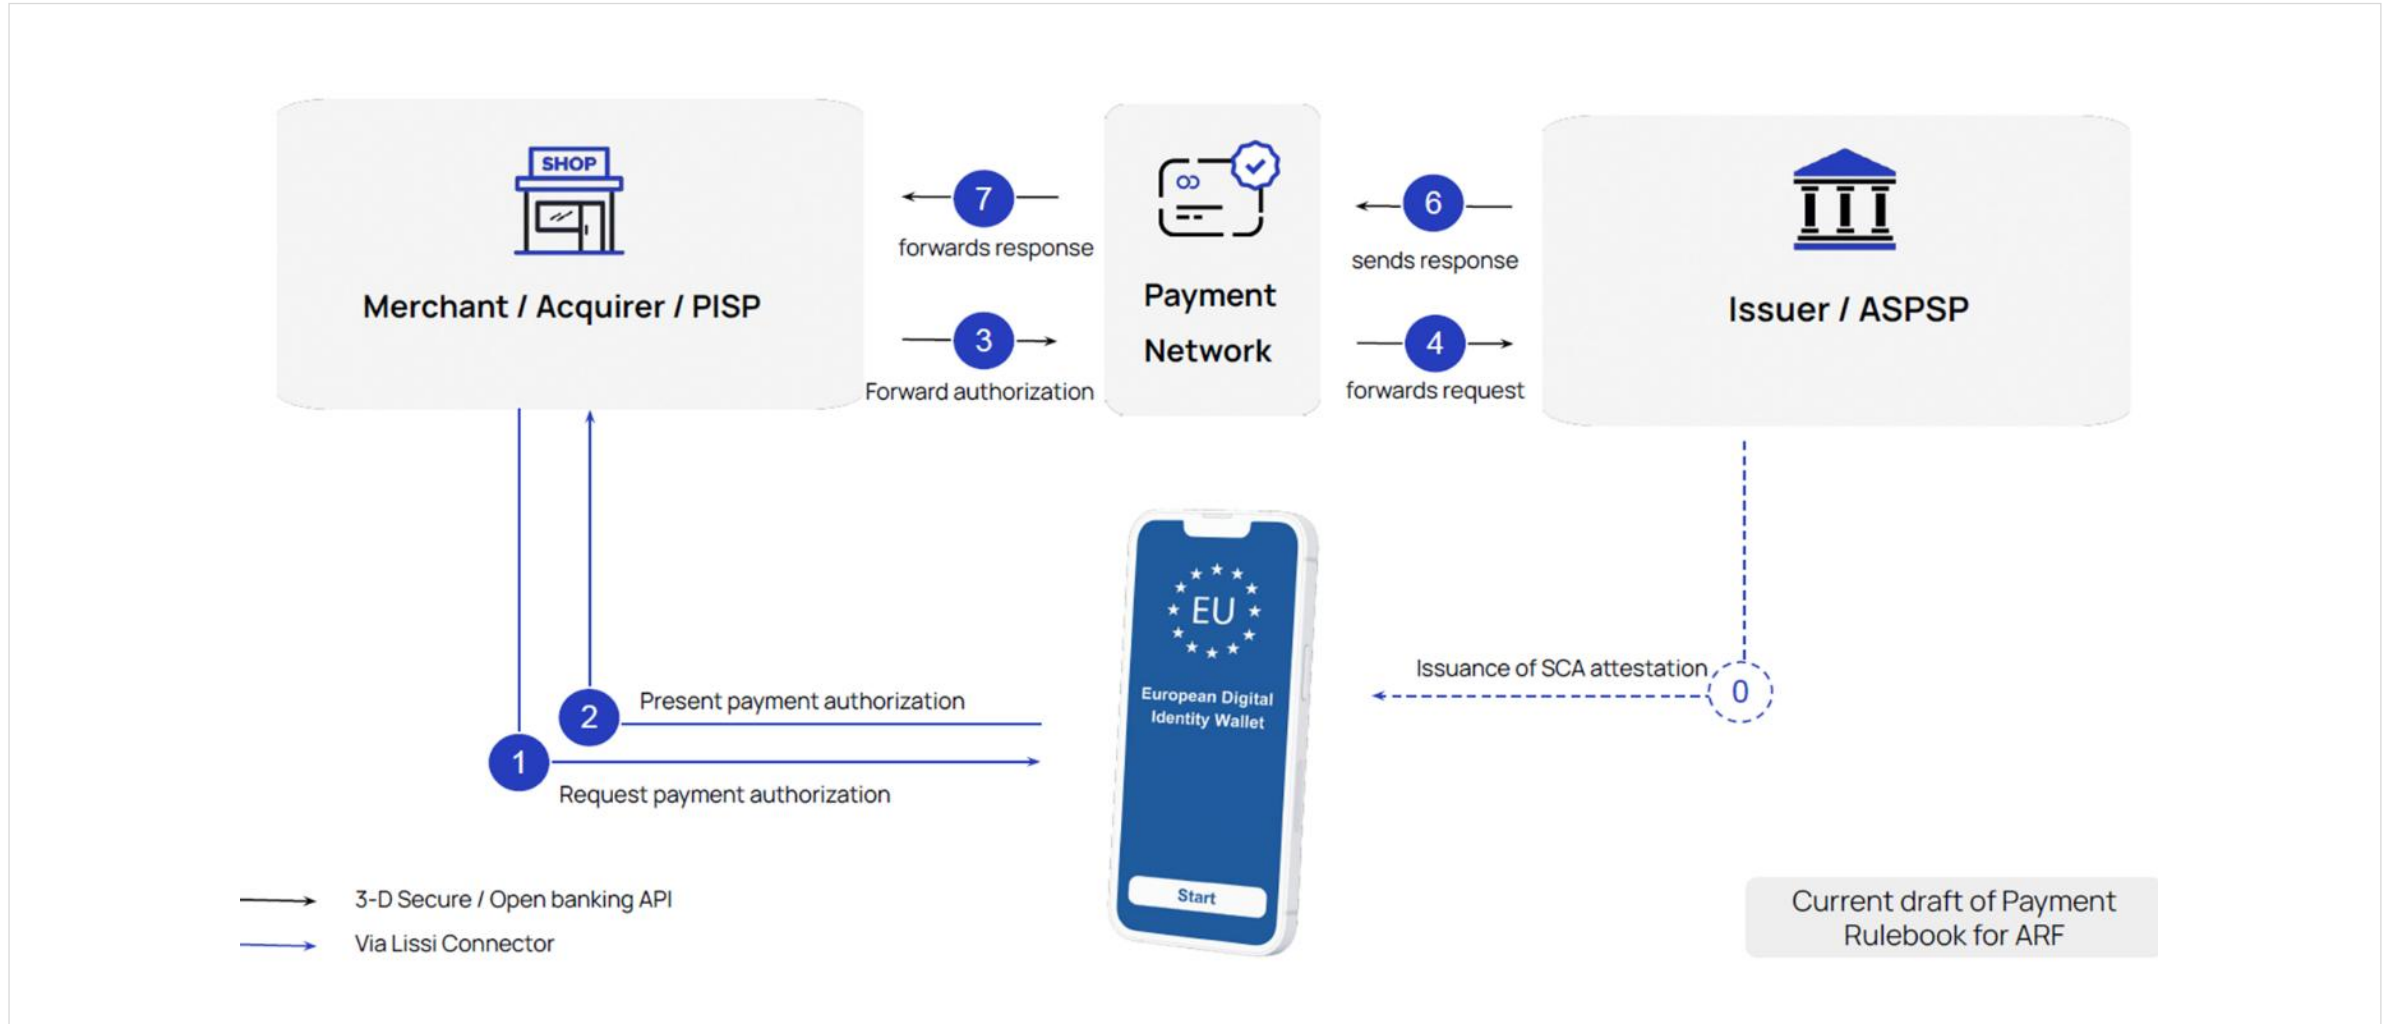 SHOP
Merchant / Acquirer / PISP
7
forwards response
3
Forward authorization
Payment
Network
6
sends response
4
forwards request
Issuer / ASPSP
2
Present payment authorization
1
Request payment authorization
EU
European Digital
Identity Wallet
Start
Issuance of SCA attestation
0
3-D Secure / Open banking API
Via Lissi Connector
Current draft of Payment
Rulebook for ARF